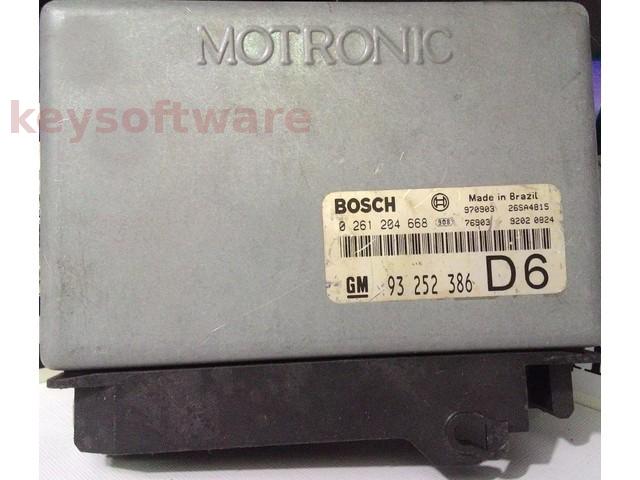 MOTRONIC
keysoftware
BOSCH Made in Brazil
970903 26SA4815
0 261 204 668 76903 9202 0824
GM 93 252 386 D6